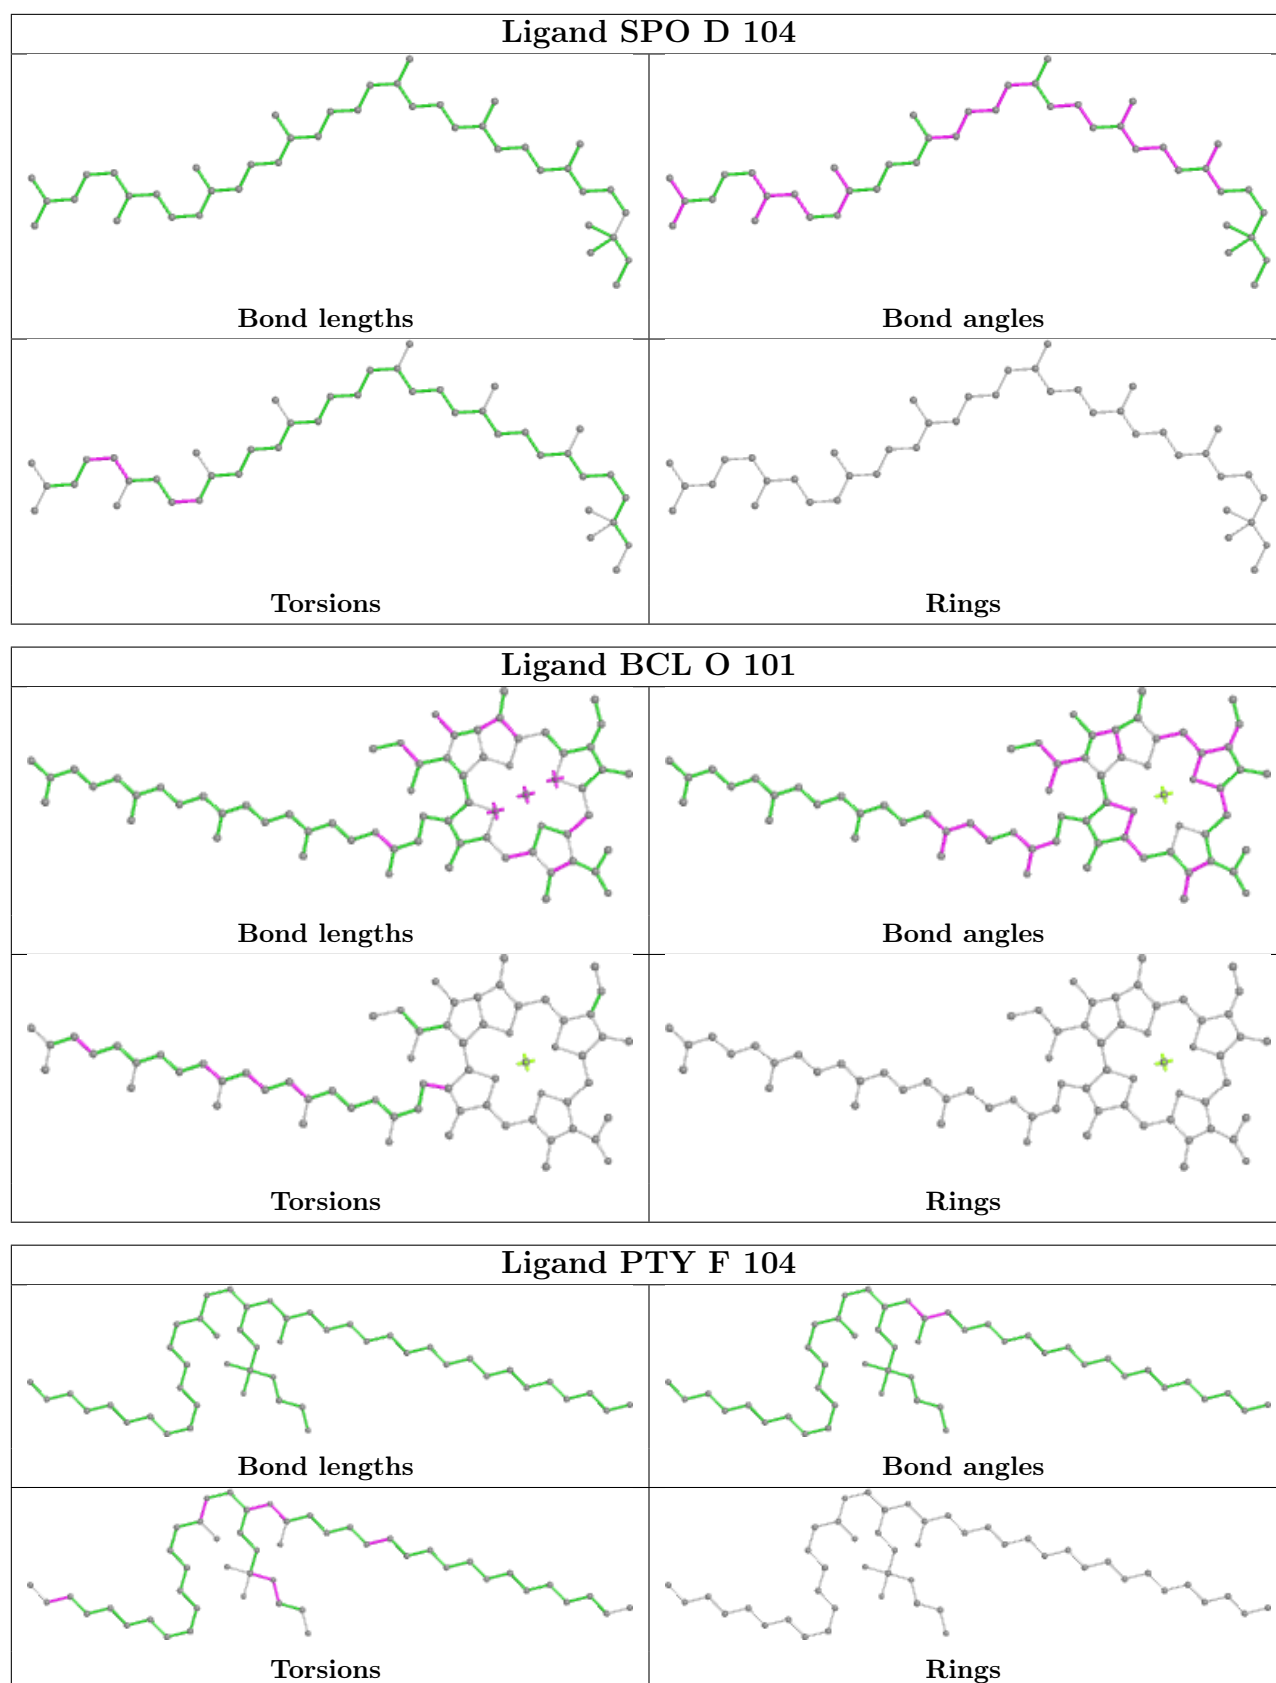 Ligand SPO D 104
Bond lengths
Bond angles
Torsions
Rings
Ligand BCL O 101
Bond lengths
Bond angles
Torsions
Rings
Ligand PTY F 104
Bond lengths
Bond angles
Torsions
Rings